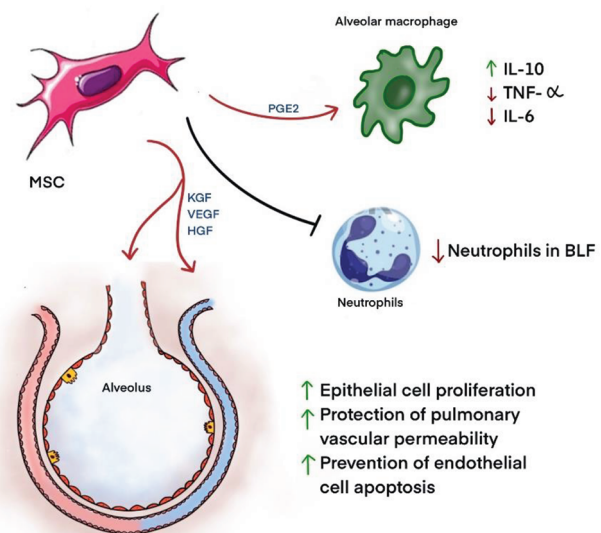 Alveolar macrophage
↑ IL-10
↓ TNF- α
↓ IL-6
PGE2
MSC
KGF
VEGF
HGF
↓ Neutrophils in BLF
Neutrophils
Alveolus
↑ Epithelial cell proliferation
↑ Protection of pulmonary
vascular permeability
↑ Prevention of endothelial
cell apoptosis